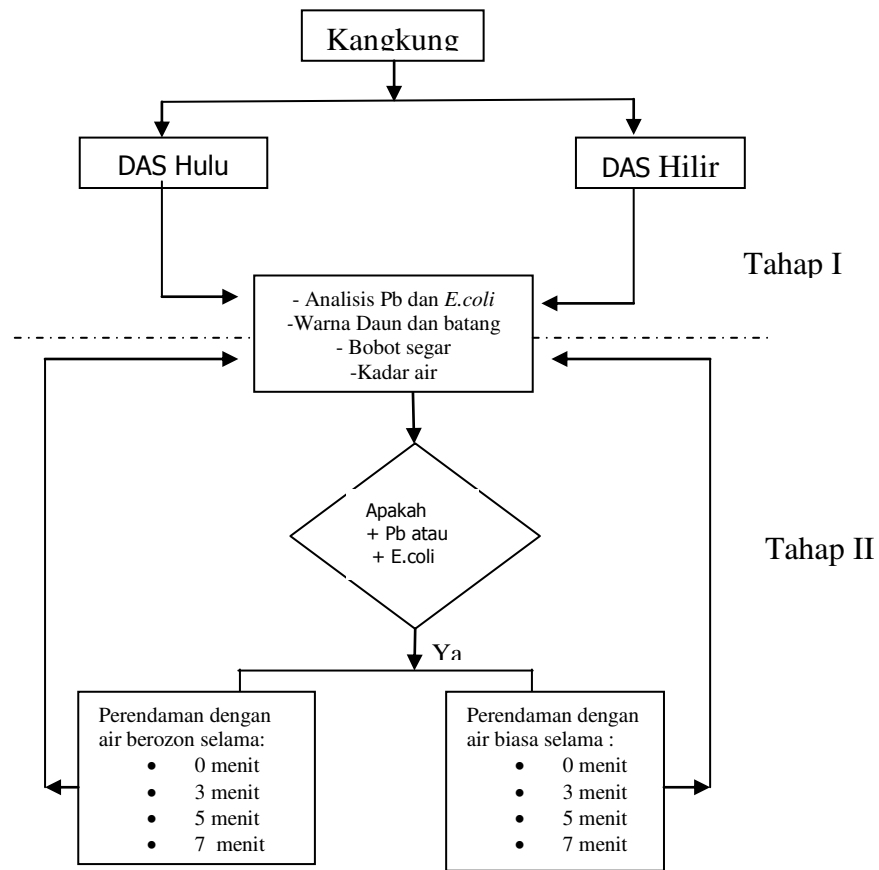 Kangkung
DAS Hulu
DAS Hilir
Tahap I
- Analisis Pb dan E.coli
-Warna Daun dan batang
- Bobot segar
-Kadar air
Apakah
+ Pb atau
+ E.coli
Tahap II
Ya
Perendaman dengan
air berozon selama:
• 0 menit
• 3 menit
• 5 menit
• 7 menit
Perendaman dengan
air biasa selama :
• 0 menit
• 3 menit
• 5 menit
• 7 menit